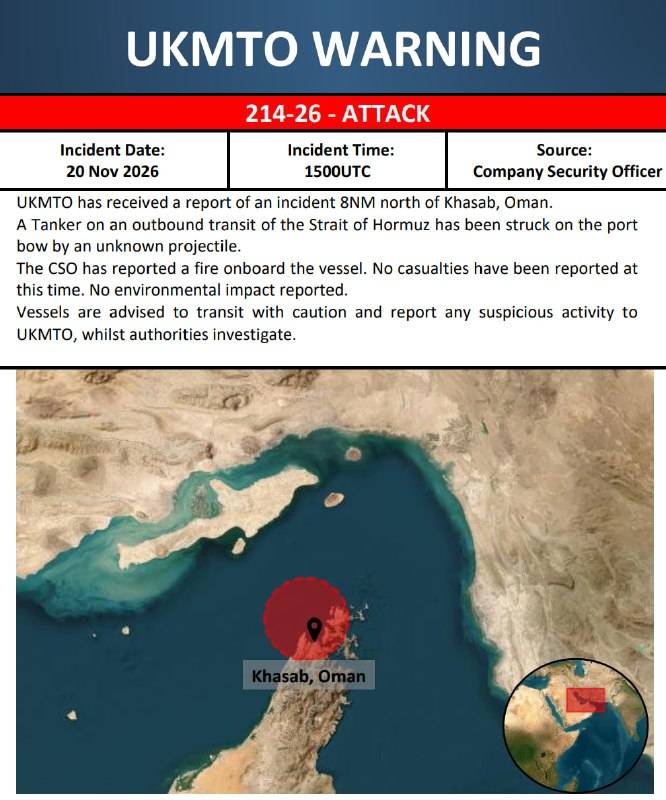 UKMTO WARNING
214-26 - ATTACK
Incident Date:
20 Nov 2026
Incident Time:
1500UTC
Source:
Company Security Officer
UKMTO has received a report of an incident 8NM north of Khasab, Oman.
A Tanker on an outbound transit of the Strait of Hormuz has been struck on the port
bow by an unknown projectile.
The CSO has reported a fire onboard the vessel. No casualties have been reported at
this time. No environmental impact reported.
Vessels are advised to transit with caution and report any suspicious activity to
UKMTO, whilst authorities investigate.
Khasab, Oman